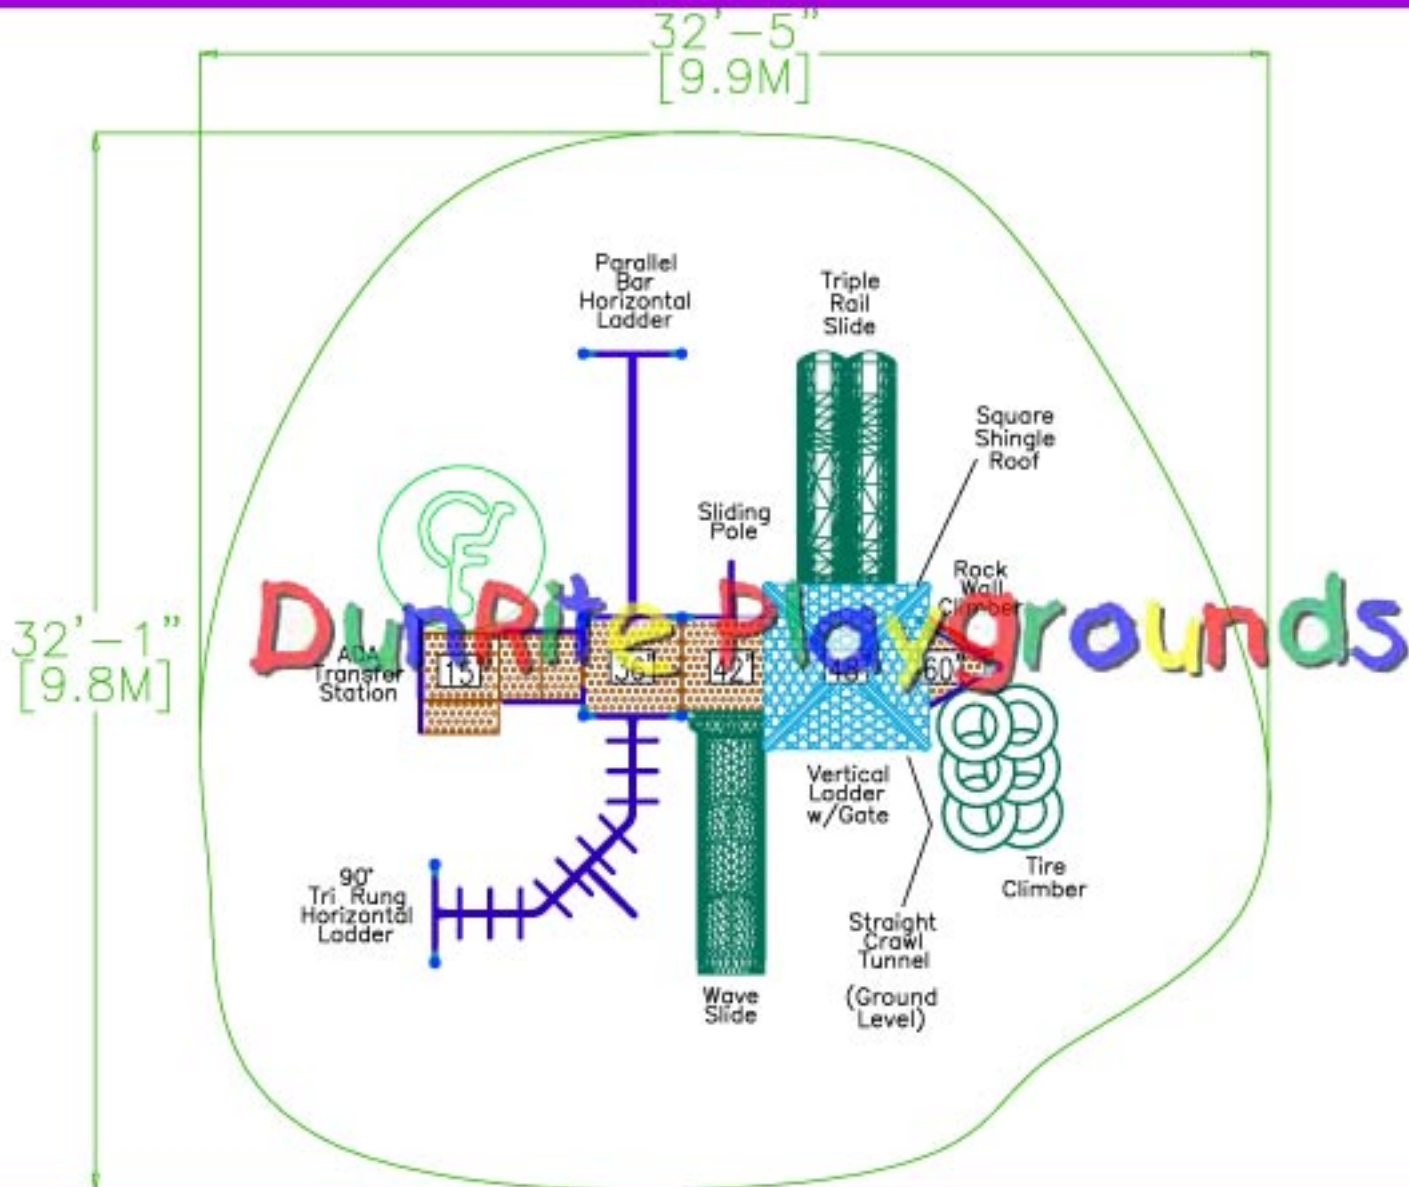 32'-5"
[9.9M]
Parallel
Bar
Horizontal
Ladder
Triple
Rail
Slide
Square
Shingle
Roof
Sliding
Pole
Rock
Wall
Climber
DunRite Playgrounds
32'-1"
[9.8M]
ADA
Transfer
Station
15"
36"
42"
48"
60"
Vertical
Ladder
w/Gate
90°
Tri Rung
Horizontal
Ladder
Tire
Climber
Straight
Crawl
Tunnel
(Ground
Level)
Wave
Slide